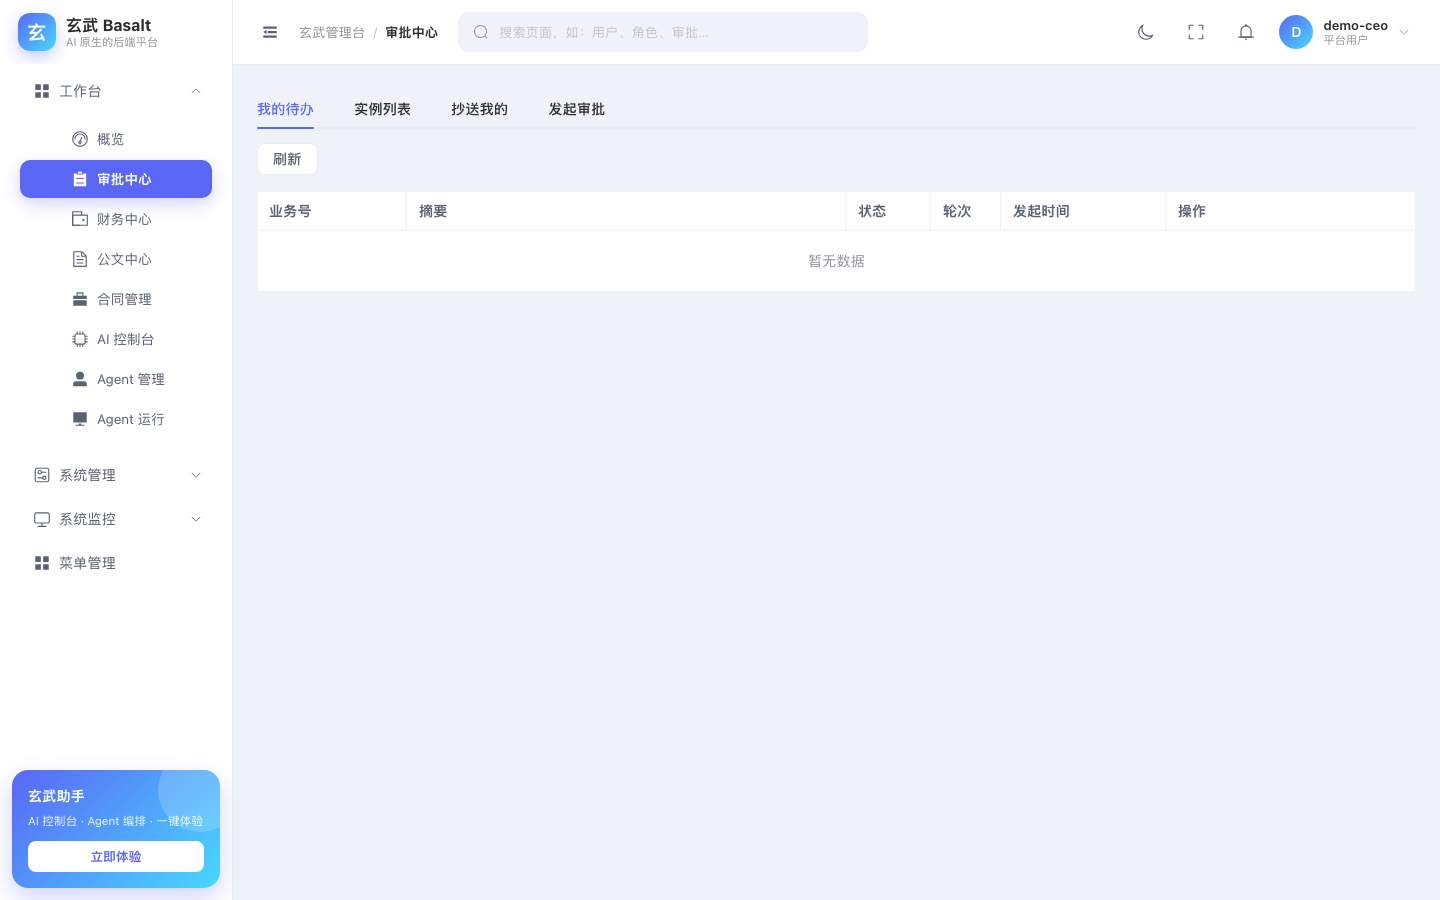 玄
玄武 Basalt
AI 原生的后端平台
工作台
概览
审批中心
财务中心
公文中心
合同管理
AI 控制台
Agent 管理
Agent 运行
系统管理
系统监控
菜单管理
玄武助手
AI 控制台 · Agent 编排 · 一键体验
立即体验
玄武管理台 / 审批中心
搜索页面，如：用户、角色、审批...
D
demo-ceo
平台用户
我的待办 实例列表 抄送我的 发起审批
刷新
业务号 摘要 状态 轮次 发起时间 操作
暂无数据